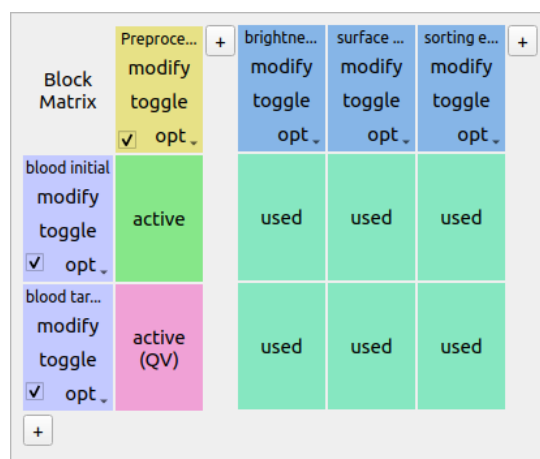 Block
Matrix
Preproce...
modify
toggle
opt
+
brightne...
modify
toggle
opt
surface ...
modify
toggle
opt
sorting e...
modify
toggle
opt
+
blood initial
modify
toggle
opt
active
used
used
used
blood tar...
modify
toggle
opt
active
(QV)
used
used
used
+